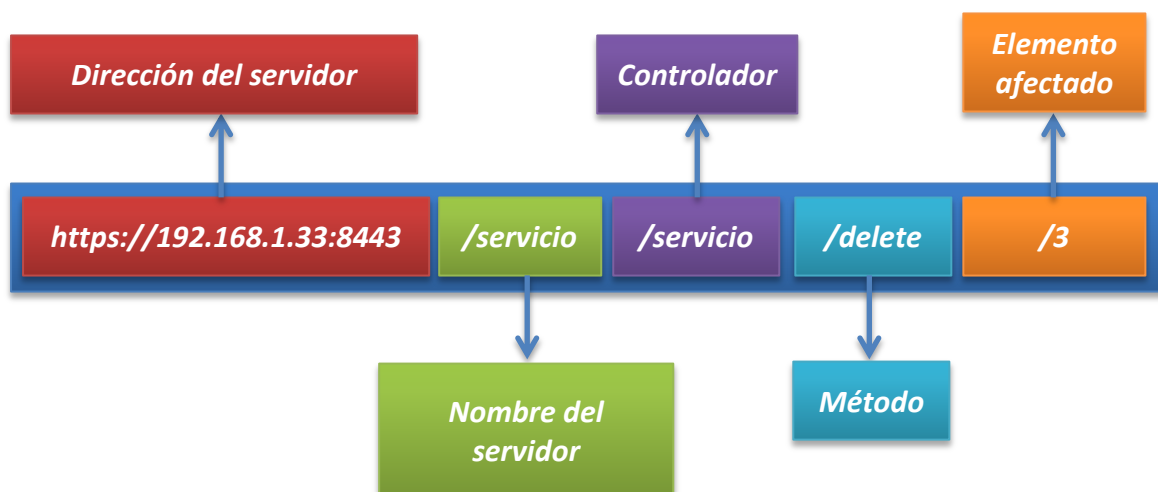 Dirección del servidor
Controlador
Elemento
afectado
https://192.168.1.33:8443
/servicio
/servicio
/delete
/3
Nombre del
servidor
Método